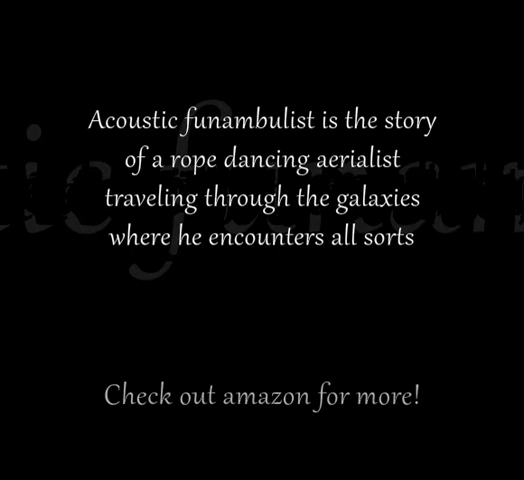 Acoustic funambulist is the story
of a rope dancing aerialist
traveling through the galaxies
where he encounters all sorts
Check out amazon for more!